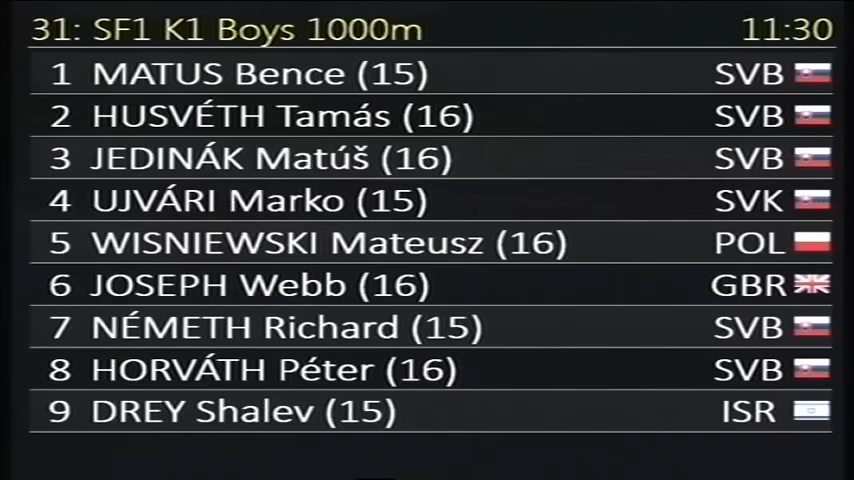 31: SF1 K1 Boys 1000m 11:30
1 MATUS Bence (15) SVB
2 HUSVÉTH Tamás (16) SVB
3 JEDINÁK Matúš (16) SVB
4 UJVÁRI Marko (15) SVK
5 WISNIEWSKI Mateusz (16) POL
6 JOSEPH Webb (16) GBR
7 NÉMETH Richard (15) SVB
8 HORVÁTH Péter (16) SVB
9 DREY Shalev (15) ISR